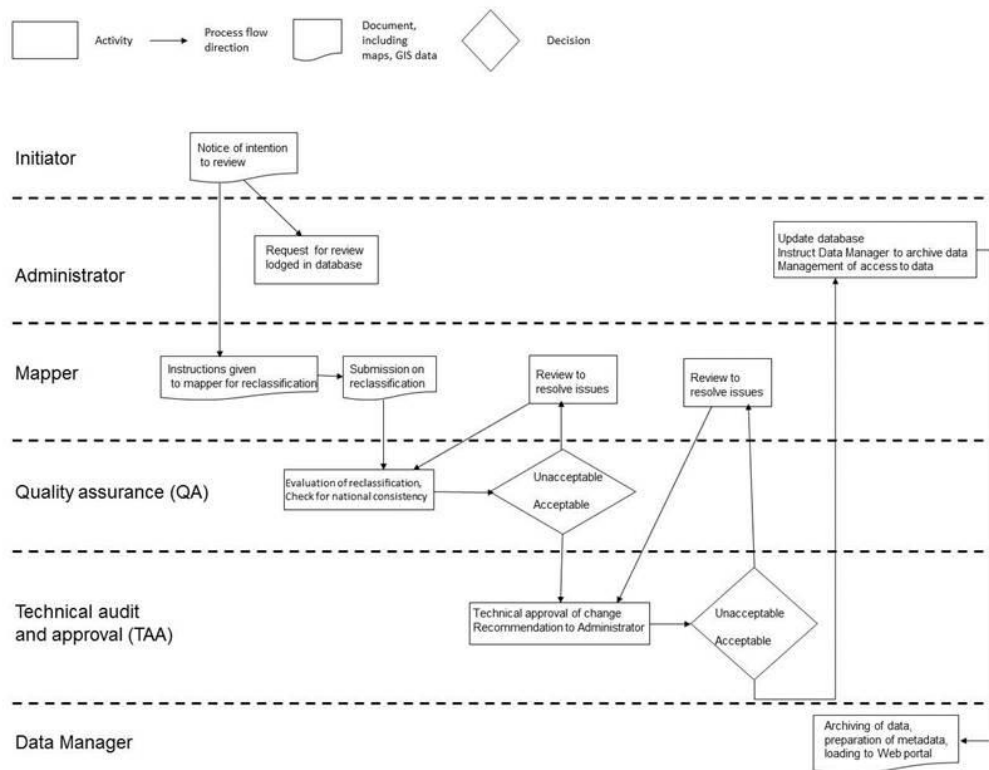 Activity
Process flow
direction
Document,
including
maps, GIS data
Decision
Initiator
Notice of intention
to review
Administrator
Request for review
lodged in database
Update database
Instruct Data Manager to archive data
Management of access to data
Mapper
Instructions given
to mapper for reclassification
Submission on
reclassification
Review to
resolve issues
Review to
resolve issues
Quality assurance (QA)
Evaluation of reclassification,
Check for national consistency
Unacceptable
Acceptable
Technical audit
and approval (TAA)
Technical approval of change
Recommendation to Administrator
Unacceptable
Acceptable
Data Manager
Archiving of data,
preparation of metadata,
loading to Web portal